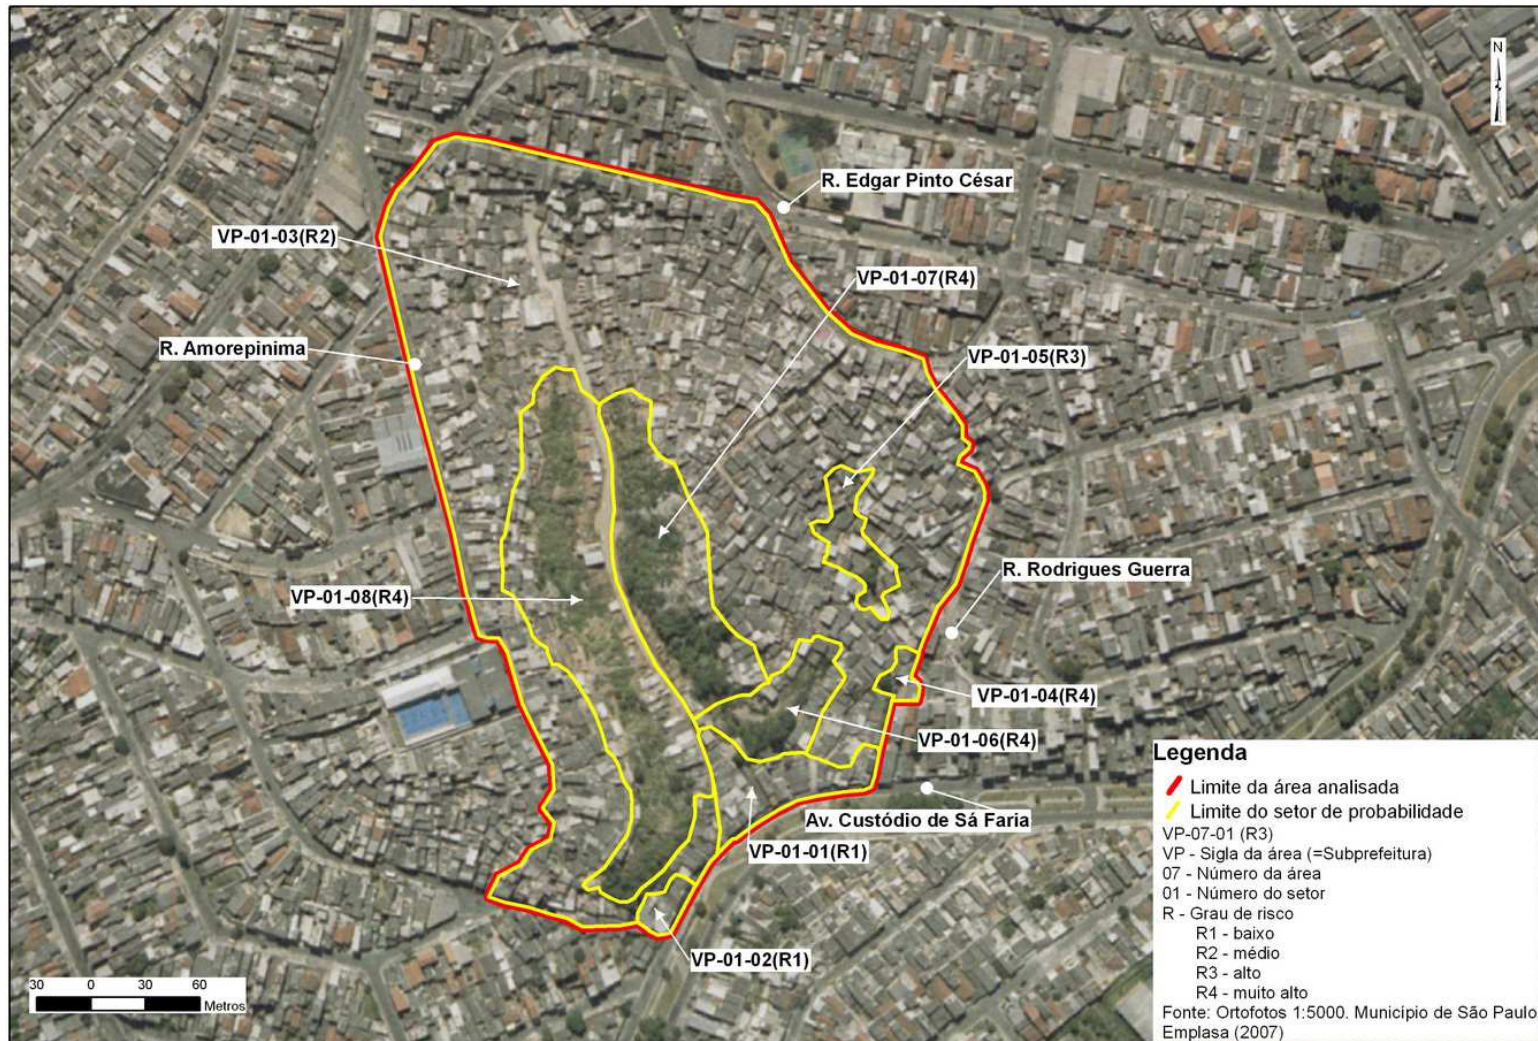 N
R. Edgar Pinto César
VP-01-03(R2)
VP-01-07(R4)
R. Amorepinima
VP-01-05(R3)
R. Rodrigues Guerra
VP-01-08(R4)
VP-01-04(R4)
VP-01-06(R4)
Av. Custódio de Sá Faria
VP-01-01(R1)
VP-01-02(R1)
30 0 30 60
Metros
Legenda
Limite da área analisada
Limite do setor de probabilidade
VP-07-01 (R3)
VP - Sigla da área (=Subprefeitura)
07 - Número da área
01 - Número do setor
R - Grau de risco
R1 - baixo
R2 - médio
R3 - alto
R4 - muito alto
Fonte: Ortofotos 1:5000. Município de São Paulo
Emplasa (2007)